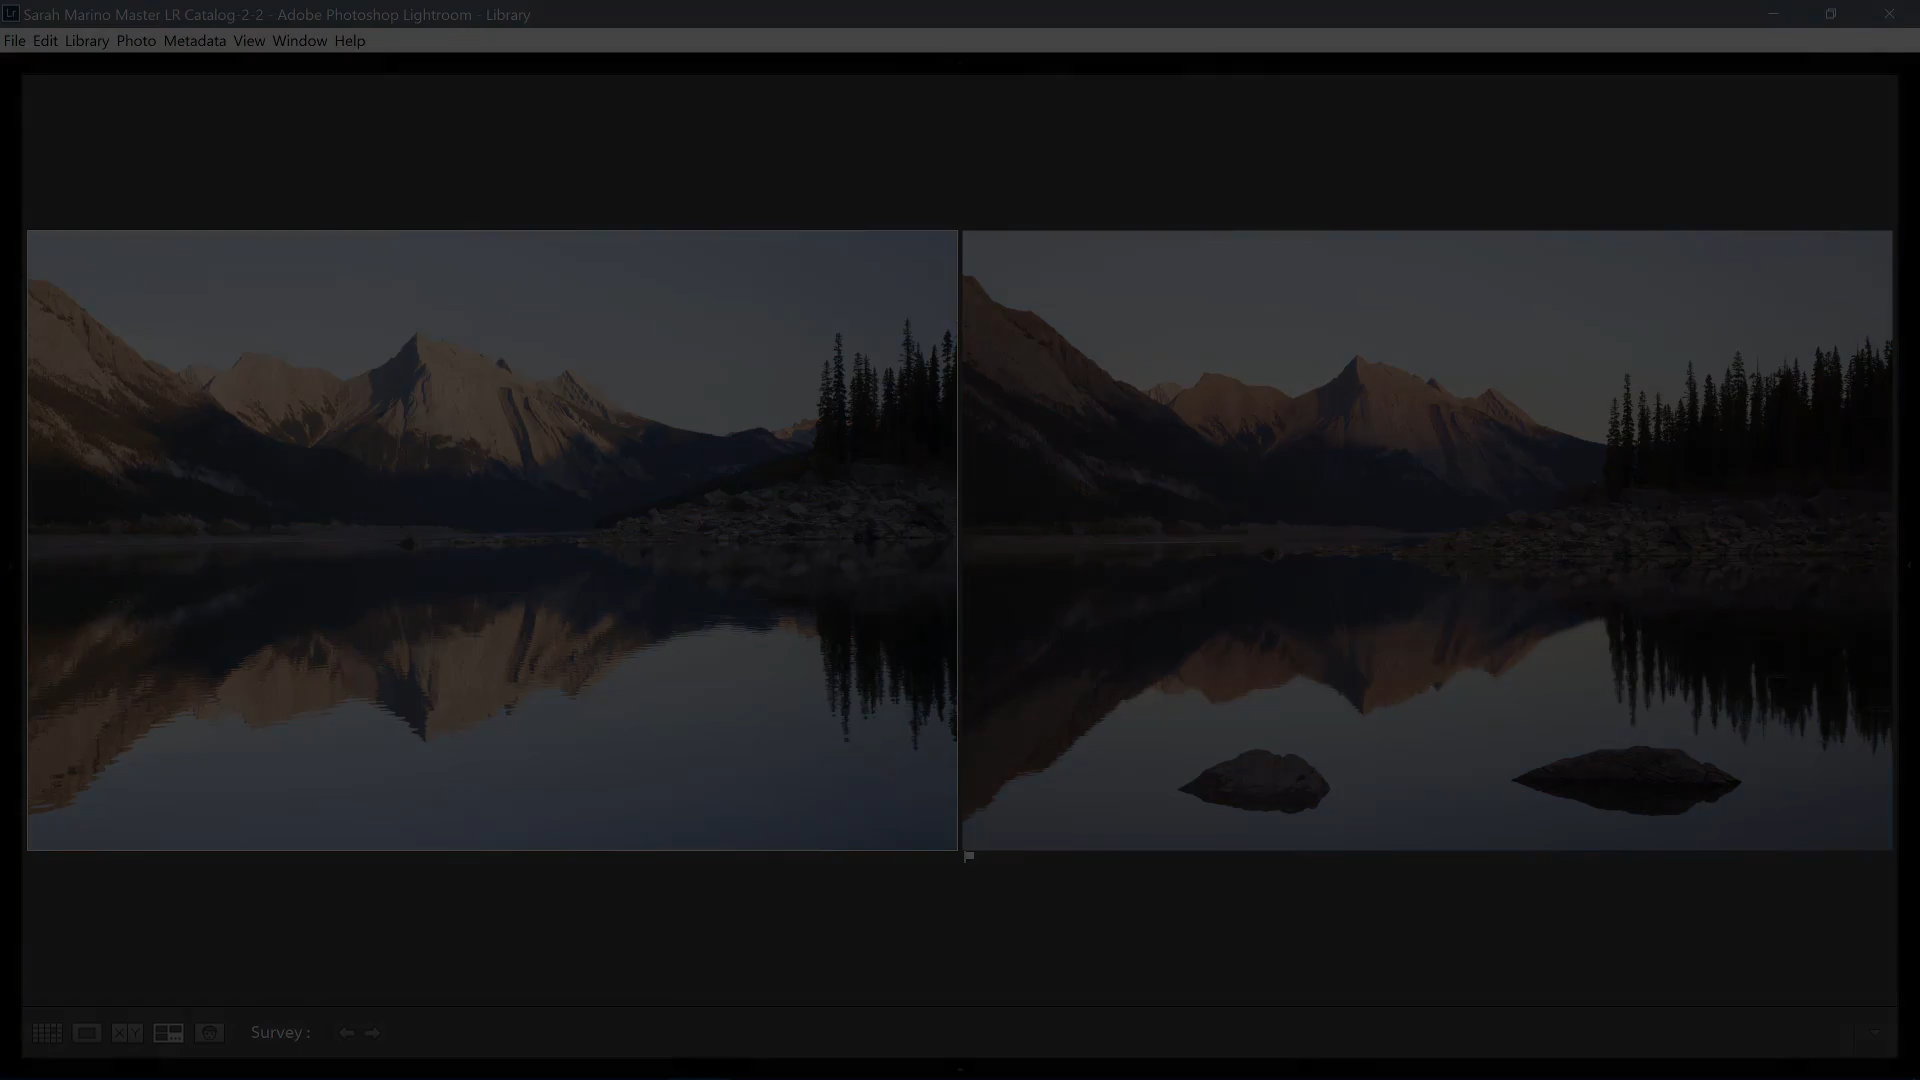 Lr Sarah Marino Master LR Catalog-2-2 - Adobe Photoshop Lightroom - Library
File Edit Library Photo Metadata View Window Help
X Y Survey :